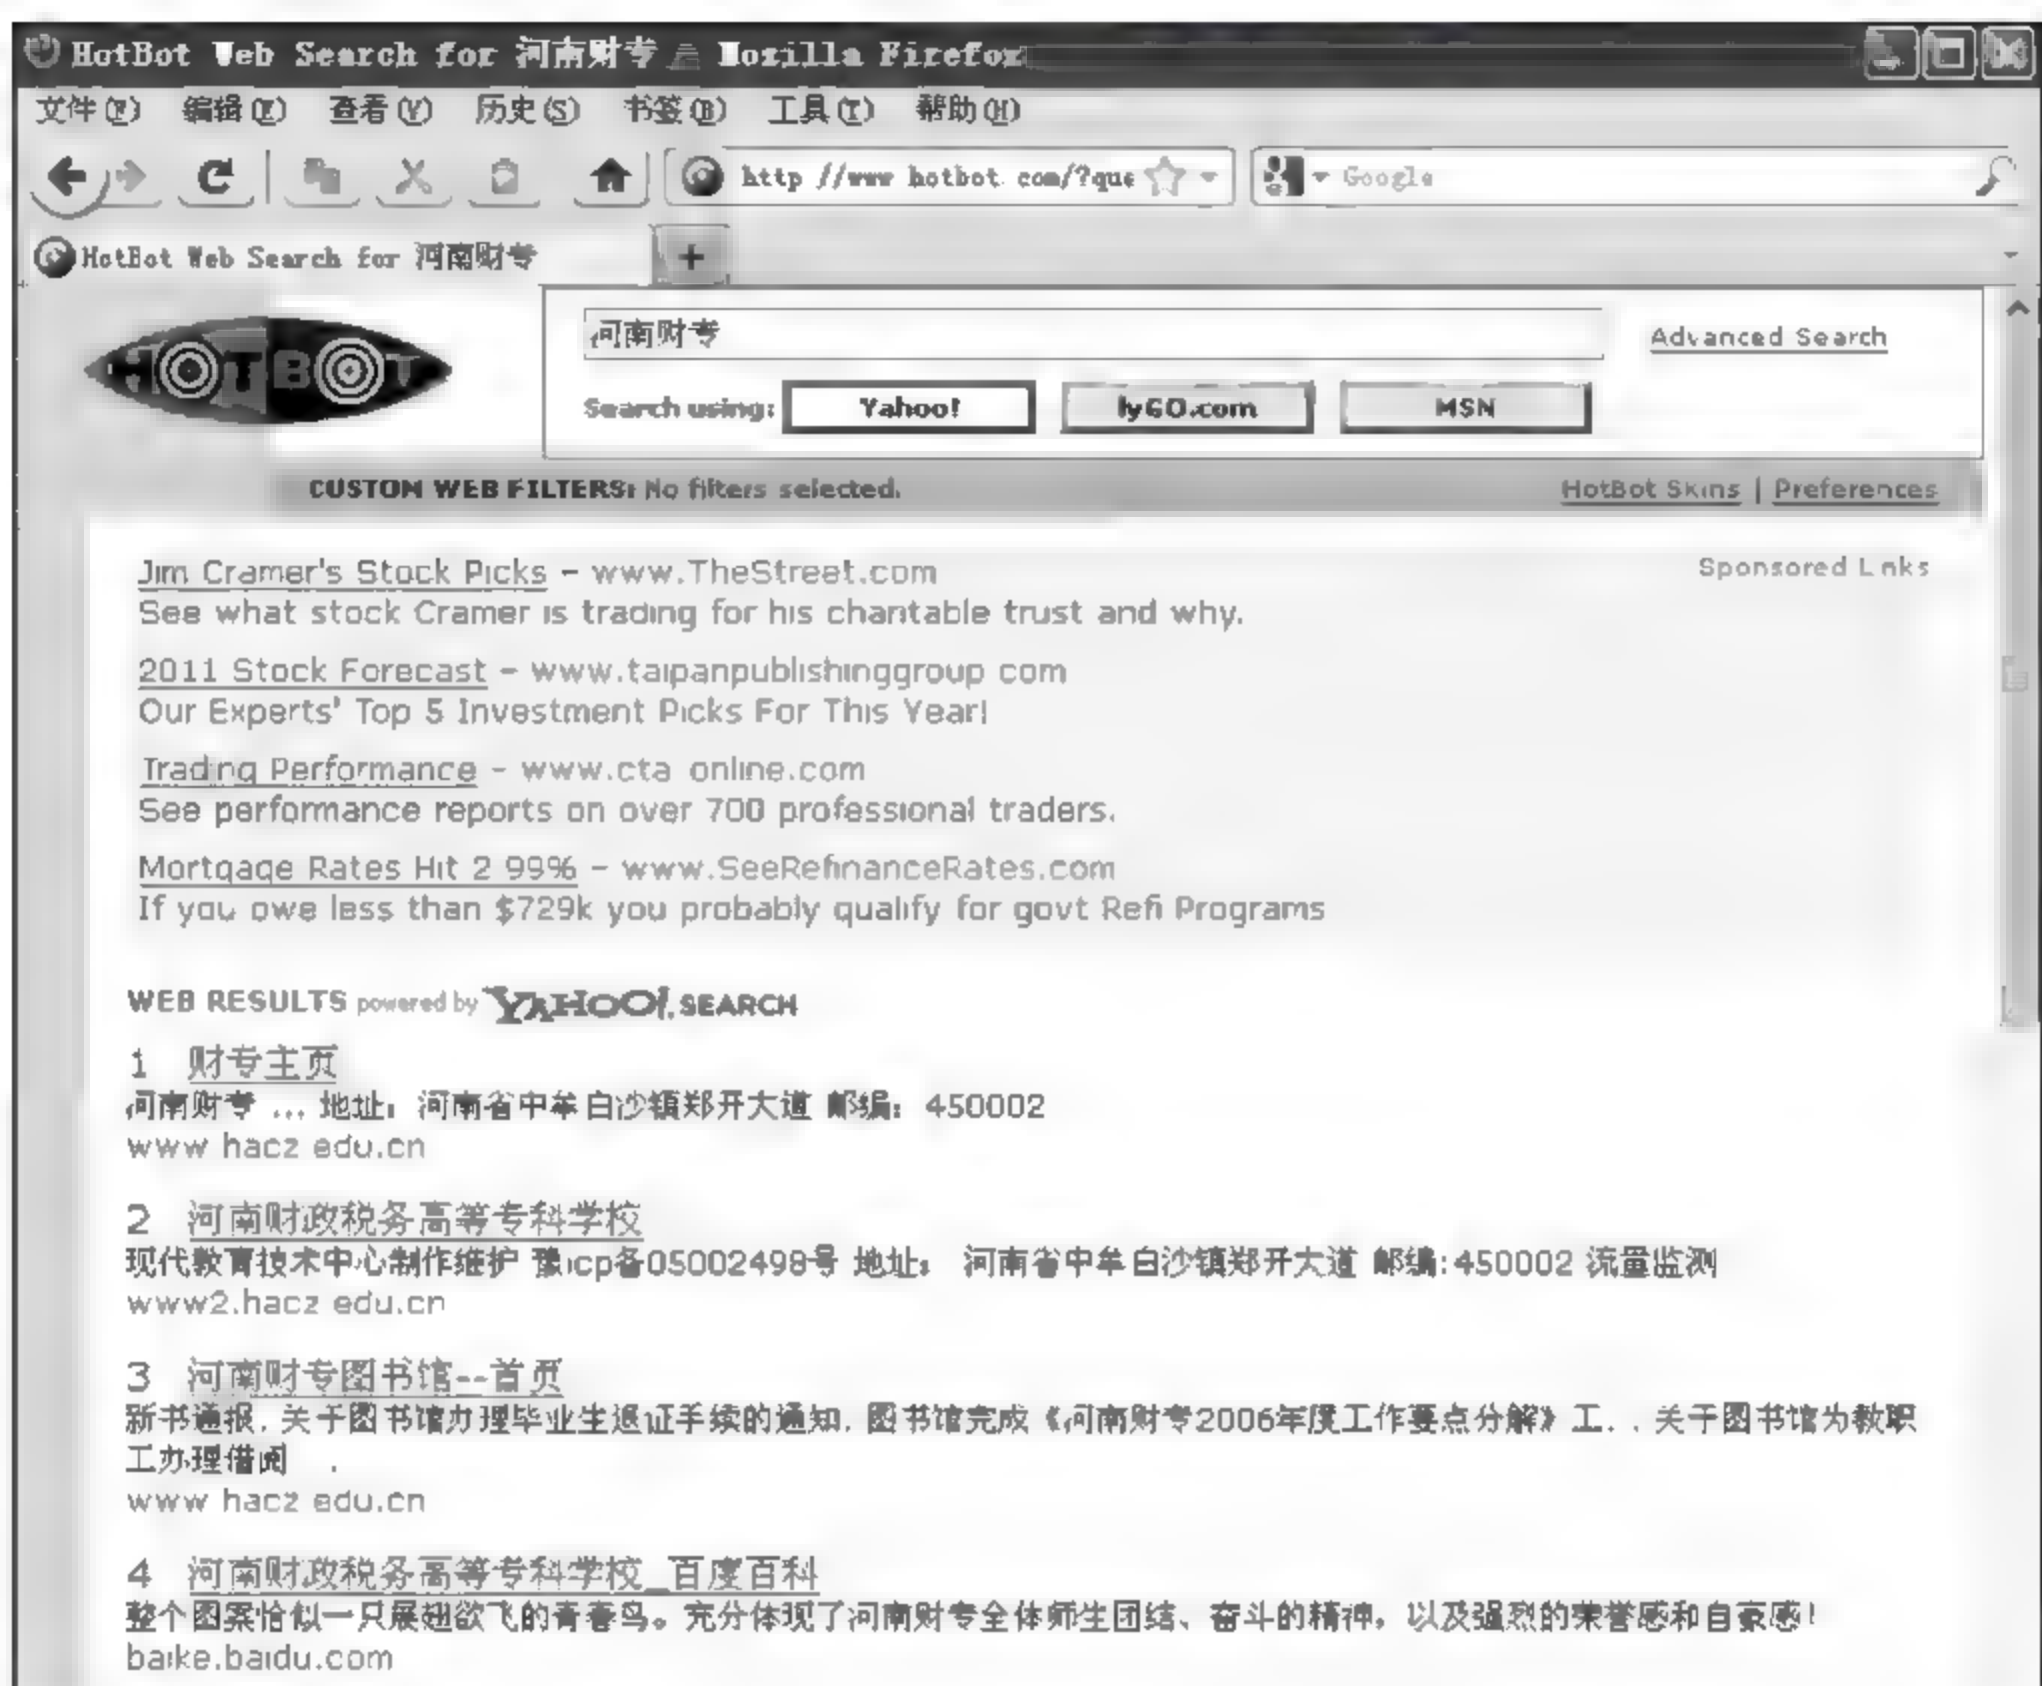 HotBot Web Search for 河南财专 - Mozilla Firefox
文件(F) 编辑(E) 查看(V) 历史(S) 书签(B) 工具(T) 帮助(H)
http //www hotbot. com/?que Google
HotBot Web Search for 河南财专 +
HOTBOT
河南财专 Advanced Search
Search using: Yahoo! lyGO.com MSN
CUSTOM WEB FILTERS: No filters selected. HotBot Skins | Preferences
Jim Cramer's Stock Picks - www.TheStreet.com Sponsored Links
See what stock Cramer is trading for his charitable trust and why.
2011 Stock Forecast - www.taipanpublishinggroup com
Our Experts' Top 5 Investment Picks For This Year!
Trading Performance - www.cta online.com
See performance reports on over 700 professional traders.
Mortgage Rates Hit 2 99% - www.SeeRefinanceRates.com
If you owe less than $729k you probably qualify for govt Refi Programs
WEB RESULTS powered by YAHOO! SEARCH
1 财专主页
河南财专 ... 地址: 河南省中牟白沙镇郑开大道 邮编: 450002
www hacz edu.cn
2 河南财政税务高等专科学校
现代教育技术中心制作维护 豫icp备05002498号 地址: 河南省中牟白沙镇郑开大道 邮编:450002 流量监测
www2.hacz edu.cn
3 河南财专图书馆--首页
新书通报. 关于图书馆办理毕业生退证手续的通知. 图书馆完成《河南财专2006年度工作要点分解》工. . 关于图书馆为教职
工办理借阅 .
www hacz edu.cn
4 河南财政税务高等专科学校_百度百科
整个图案恰似一只展翅欲飞的青春鸟。充分体现了河南财专全体师生团结、奋斗的精神，以及强烈的荣誉感和自豪感!
baike.baidu.com